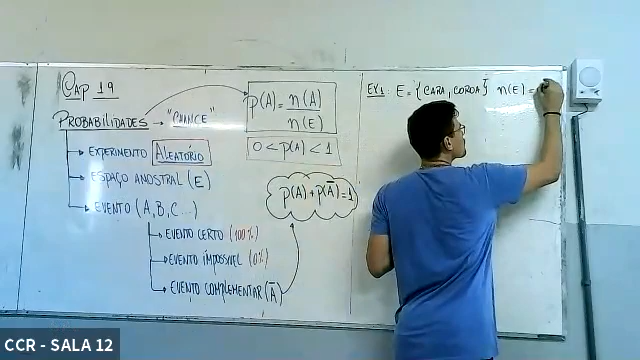 Cap 19
PROBABILIDADES → "CHANCE"
EXPERIMENTO ALEATÓRIO
ESPAÇO AMOSTRAL (E)
EVENTO (A, B, C...)
EVENTO CERTO (100%)
EVENTO IMPOSSÍVEL (0%)
EVENTO COMPLEMENTAR (A̅)
p(A) = n(A)
n(E)
0 < p(A) < 1
p(A) + p(A̅) = 1
EX1: E = {CARA, COROA} n(E) =
CCR - SALA 12